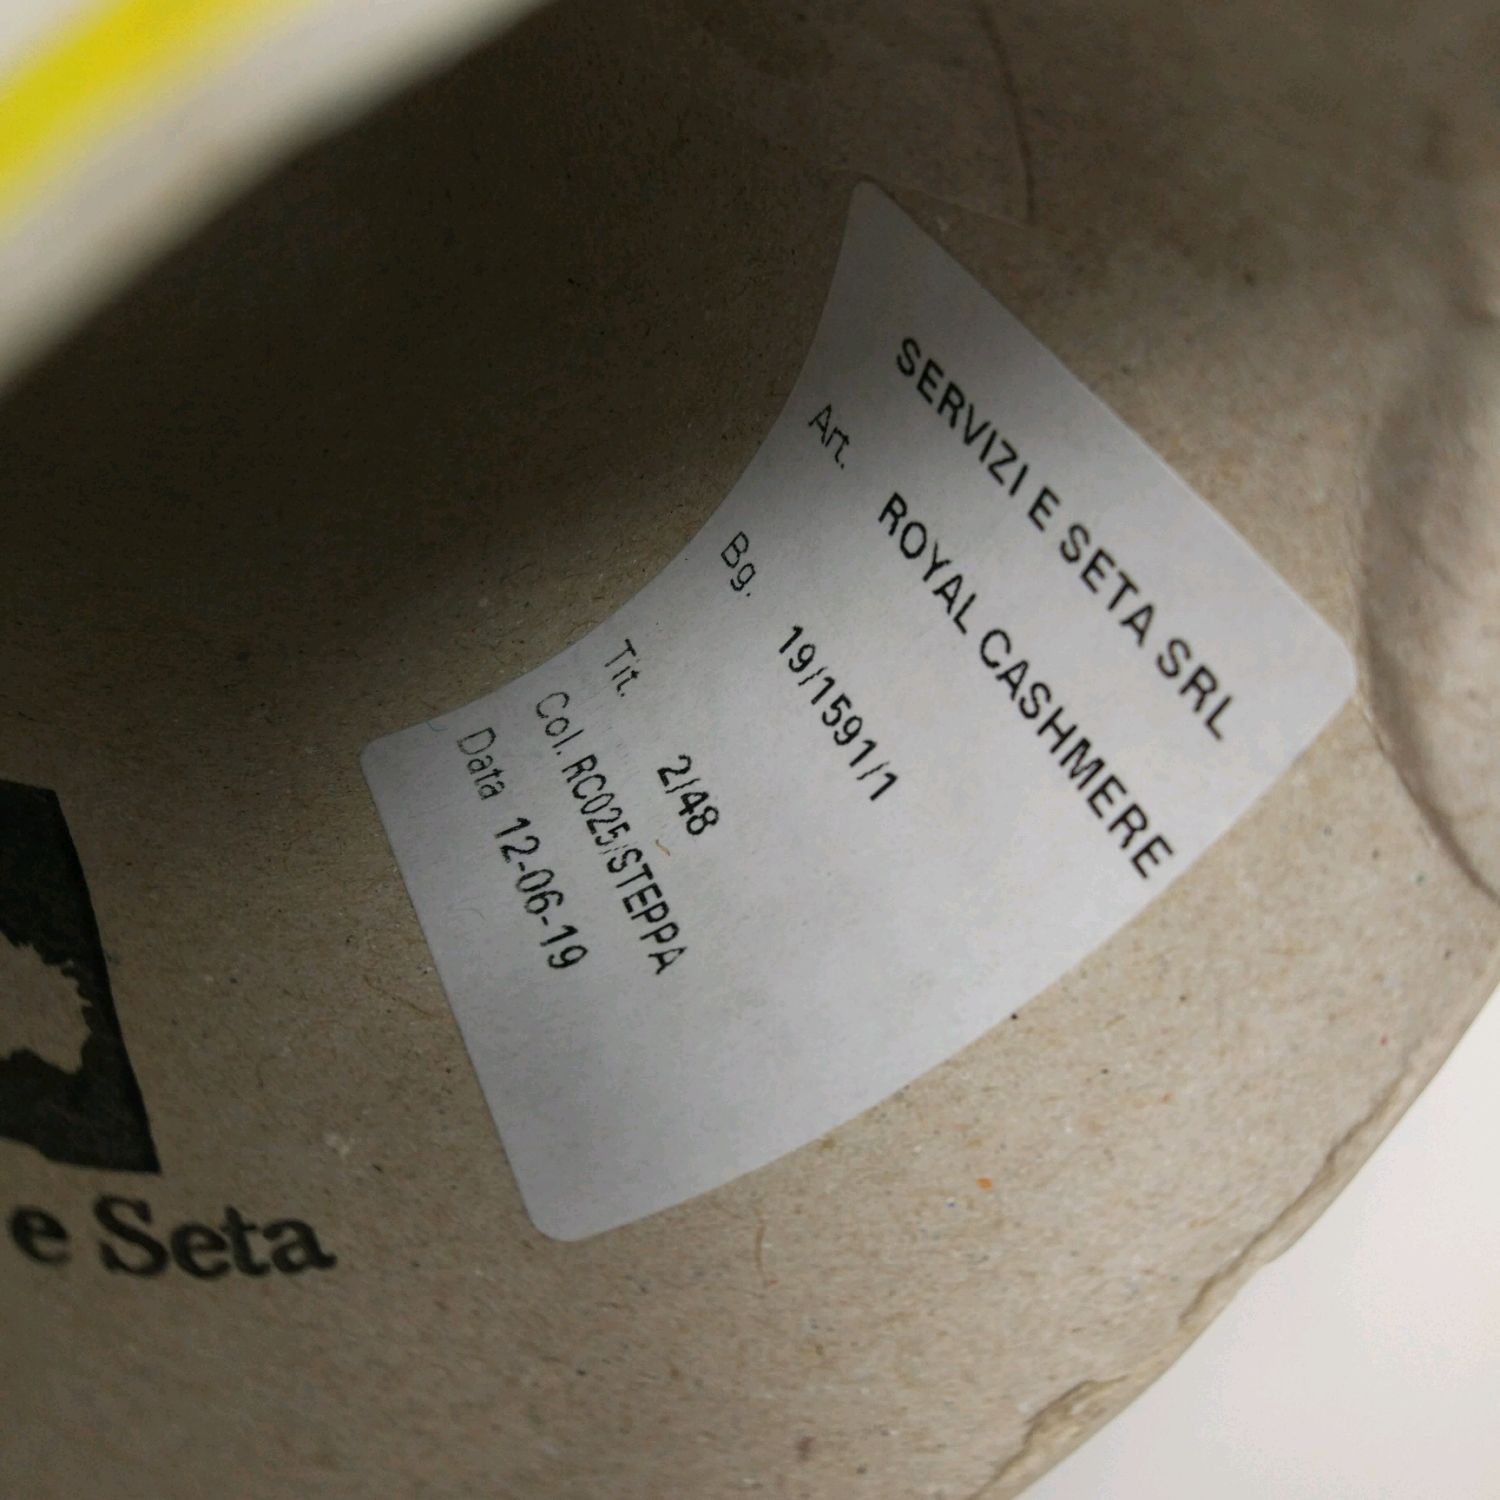 SERVIZI E SETA SRL
Art. ROYAL CASHMERE
Bg. 19/1591/1
Tit. 2/48
Col. RC025/STEPPA
Data 12-06-19
e Seta